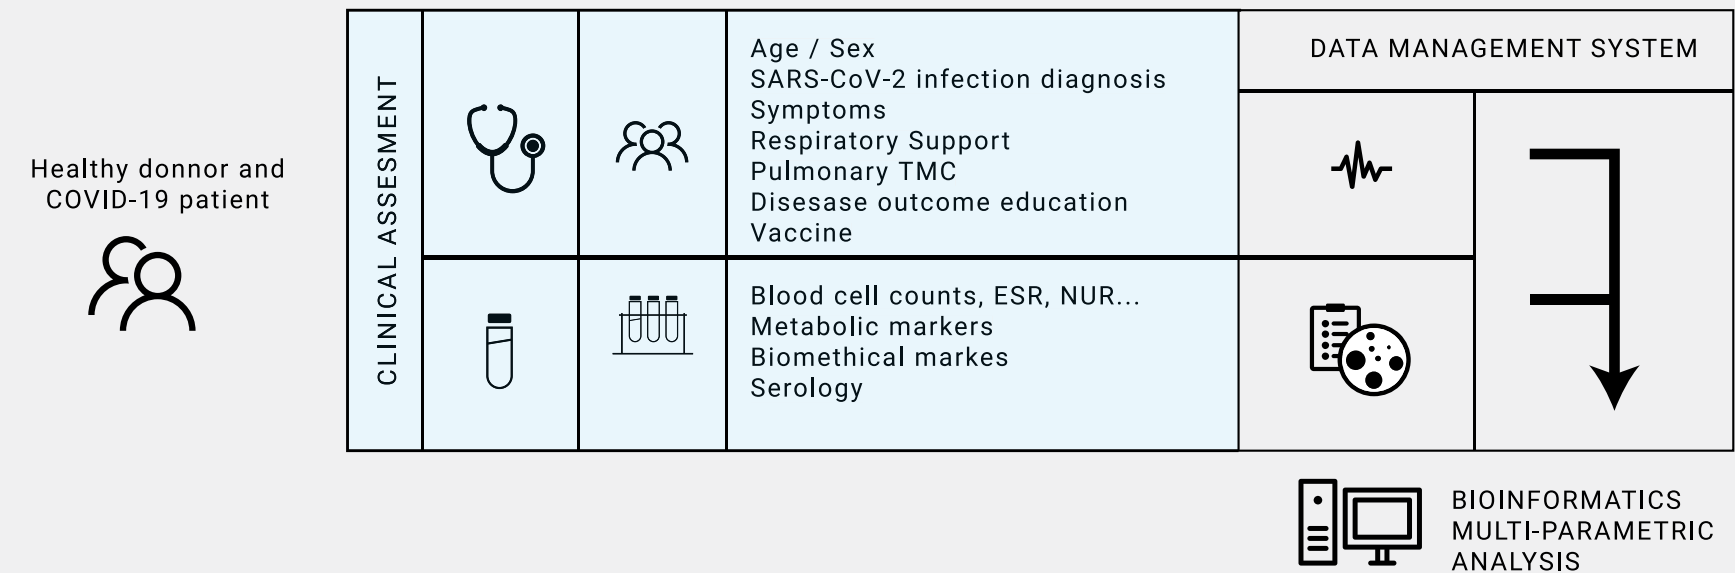 Healthy donnor and
COVID-19 patient
CLINICAL ASSESSMENT
Age / Sex
SARS-CoV-2 infection diagnosis
Symptoms
Respiratory Support
Pulmonary TMC
Disesase outcome education
Vaccine
Blood cell counts, ESR, NUR...
Metabolic markers
Biomethical markes
Serology
DATA MANAGEMENT SYSTEM
BIOINFORMATICS
MULTI-PARAMETRIC
ANALYSIS